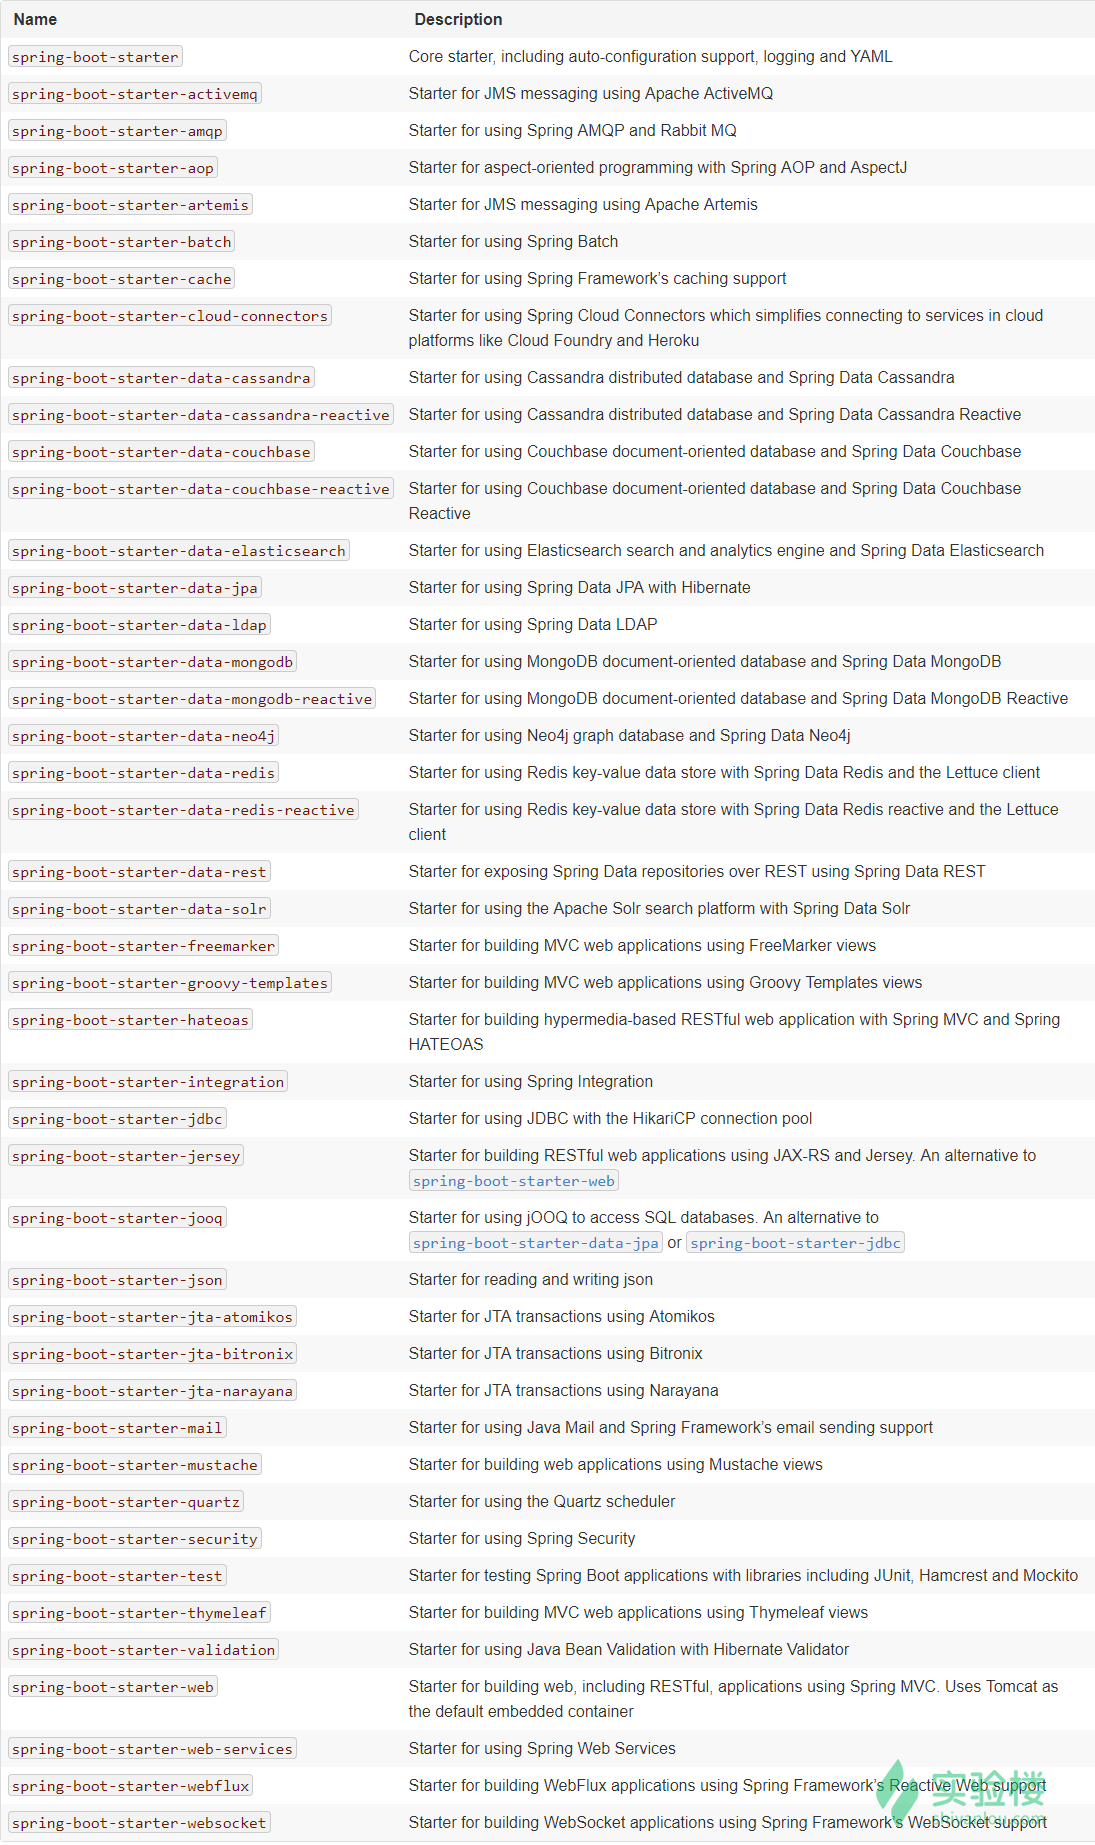 Name Description
spring-boot-starter Core starter, including auto-configuration support, logging and YAML
spring-boot-starter-activemq Starter for JMS messaging using Apache ActiveMQ
spring-boot-starter-amqp Starter for using Spring AMQP and Rabbit MQ
spring-boot-starter-aop Starter for aspect-oriented programming with Spring AOP and AspectJ
spring-boot-starter-artemis Starter for JMS messaging using Apache Artemis
spring-boot-starter-batch Starter for using Spring Batch
spring-boot-starter-cache Starter for using Spring Framework’s caching support
spring-boot-starter-cloud-connectors Starter for using Spring Cloud Connectors which simplifies connecting to services in cloud
platforms like Cloud Foundry and Heroku
spring-boot-starter-data-cassandra Starter for using Cassandra distributed database and Spring Data Cassandra
spring-boot-starter-data-cassandra-reactive Starter for using Cassandra distributed database and Spring Data Cassandra Reactive
spring-boot-starter-data-couchbase Starter for using Couchbase document-oriented database and Spring Data Couchbase
spring-boot-starter-data-couchbase-reactive Starter for using Couchbase document-oriented database and Spring Data Couchbase
Reactive
spring-boot-starter-data-elasticsearch Starter for using Elasticsearch search and analytics engine and Spring Data Elasticsearch
spring-boot-starter-data-jpa Starter for using Spring Data JPA with Hibernate
spring-boot-starter-data-ldap Starter for using Spring Data LDAP
spring-boot-starter-data-mongodb Starter for using MongoDB document-oriented database and Spring Data MongoDB
spring-boot-starter-data-mongodb-reactive Starter for using MongoDB document-oriented database and Spring Data MongoDB Reactive
spring-boot-starter-data-neo4j Starter for using Neo4j graph database and Spring Data Neo4j
spring-boot-starter-data-redis Starter for using Redis key-value data store with Spring Data Redis and the Lettuce client
spring-boot-starter-data-redis-reactive Starter for using Redis key-value data store with Spring Data Redis reactive and the Lettuce
client
spring-boot-starter-data-rest Starter for exposing Spring Data repositories over REST using Spring Data REST
spring-boot-starter-data-solr Starter for using the Apache Solr search platform with Spring Data Solr
spring-boot-starter-freemarker Starter for building MVC web applications using FreeMarker views
spring-boot-starter-groovy-templates Starter for building MVC web applications using Groovy Templates views
spring-boot-starter-hateoas Starter for building hypermedia-based RESTful web application with Spring MVC and Spring
HATEOAS
spring-boot-starter-integration Starter for using Spring Integration
spring-boot-starter-jdbc Starter for using JDBC with the HikariCP connection pool
spring-boot-starter-jersey Starter for building RESTful web applications using JAX-RS and Jersey. An alternative to
spring-boot-starter-web
spring-boot-starter-jooq Starter for using jOOQ to access SQL databases. An alternative to
spring-boot-starter-data-jpa or spring-boot-starter-jdbc
spring-boot-starter-json Starter for reading and writing json
spring-boot-starter-jta-atomikos Starter for JTA transactions using Atomikos
spring-boot-starter-jta-bitronix Starter for JTA transactions using Bitronix
spring-boot-starter-jta-narayana Starter for JTA transactions using Narayana
spring-boot-starter-mail Starter for using Java Mail and Spring Framework’s email sending support
spring-boot-starter-mustache Starter for building web applications using Mustache views
spring-boot-starter-quartz Starter for using the Quartz scheduler
spring-boot-starter-security Starter for using Spring Security
spring-boot-starter-test Starter for testing Spring Boot applications with libraries including JUnit, Hamcrest and Mockito
spring-boot-starter-thymeleaf Starter for building MVC web applications using Thymeleaf views
spring-boot-starter-validation Starter for using Java Bean Validation with Hibernate Validator
spring-boot-starter-web Starter for building web, including RESTful, applications using Spring MVC. Uses Tomcat as
the default embedded container
spring-boot-starter-web-services Starter for using Spring Web Services
spring-boot-starter-webflux Starter for building WebFlux applications using Spring Framework’s Reactive Web support
spring-boot-starter-websocket Starter for building WebSocket applications using Spring Framework’s WebSocket support
实验楼
shiyanlou.com